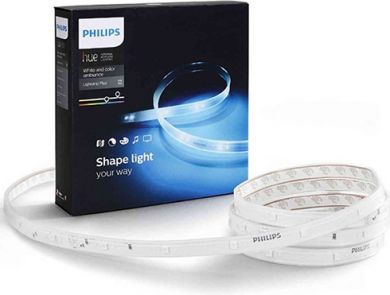 PHILIPS
hue
White and color
ambiance
Lightstrip Plus
Shape light
your way
PHILIPS